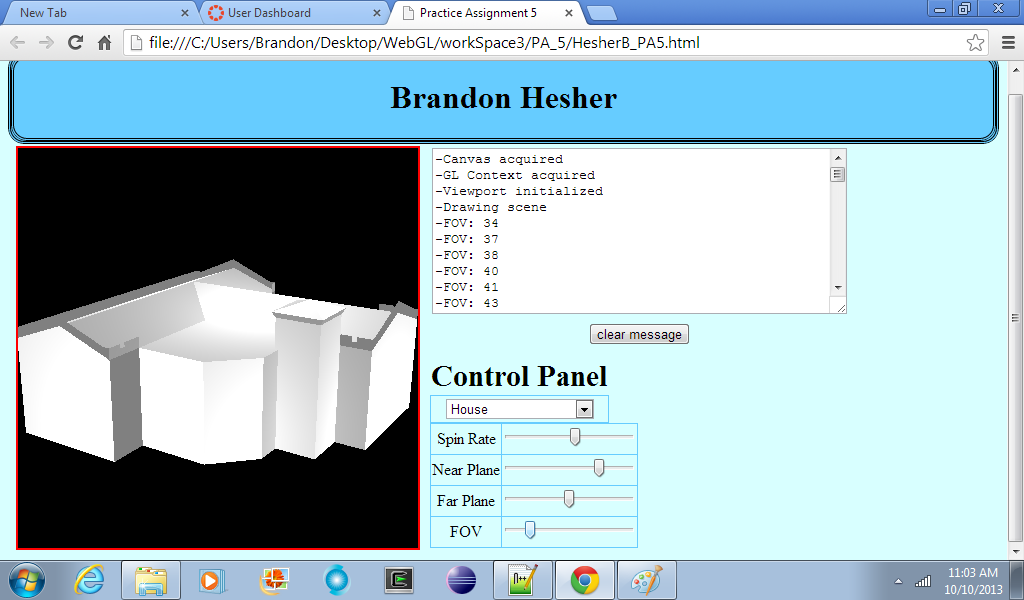 New Tab
User Dashboard
Practice Assignment 5
file:///C:/Users/Brandon/Desktop/WebGL/workSpace3/PA_5/HesherB_PA5.html
Brandon Hesher
-Canvas acquired
-GL Context acquired
-Viewport initialized
-Drawing scene
-FOV: 34
-FOV: 37
-FOV: 38
-FOV: 40
-FOV: 41
-FOV: 43
clear message
Control Panel
House
Spin Rate
Near Plane
Far Plane
FOV
11:03 AM
10/10/2013